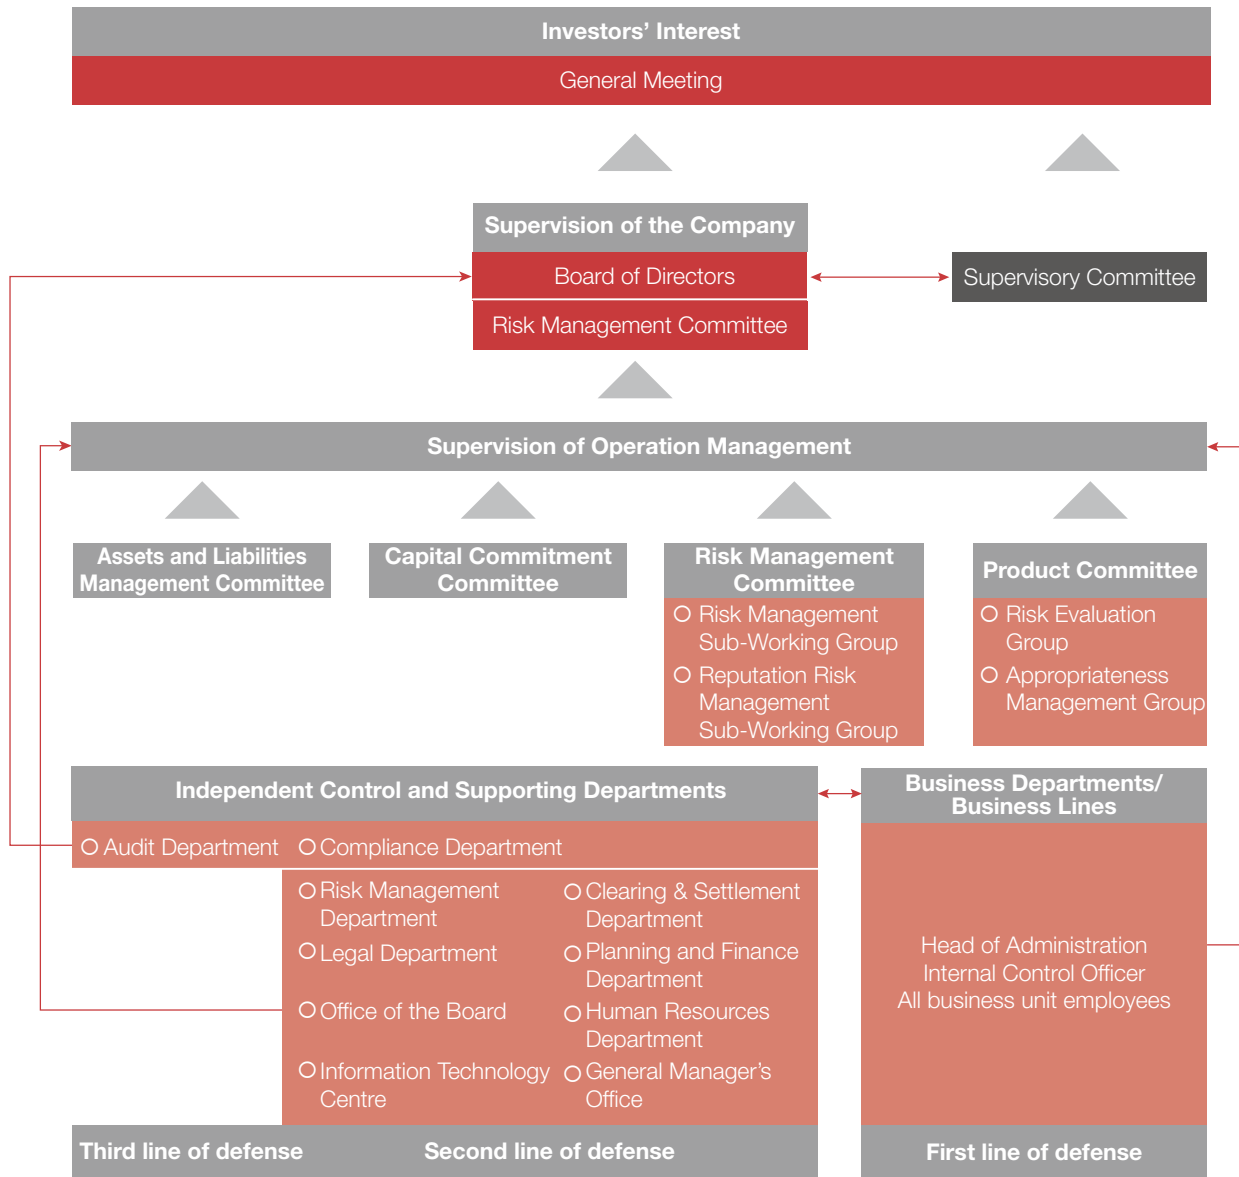 Investors’ Interest
General Meeting
Supervision of the Company
Board of Directors
Supervisory Committee
Risk Management Committee
Supervision of Operation Management
Assets and Liabilities
Management Committee
Capital Commitment
Committee
Risk Management
Committee
Risk Management
Sub-Working Group
Reputation Risk
Management
Sub-Working Group
Product Committee
Risk Evaluation
Group
Appropriateness
Management Group
Independent Control and Supporting Departments
Audit Department
Compliance Department
Risk Management
Department
Legal Department
Office of the Board
Information Technology
Centre
Clearing & Settlement
Department
Planning and Finance
Department
Human Resources
Department
General Manager’s
Office
Business Departments/
Business Lines
Head of Administration
Internal Control Officer
All business unit employees
Third line of defense
Second line of defense
First line of defense